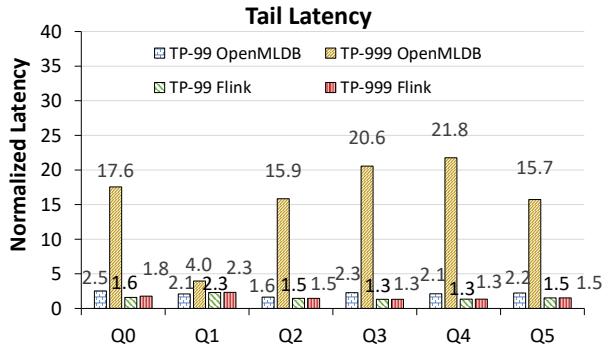 Tail Latency
Normalized Latency
40
35
30
25
20
15
10
5
0
TP-99 OpenMLDB TP-999 OpenMLDB
TP-99 Flink TP-999 Flink
2.5 17.6 1.6 1.8
2.1 4.0 2.3 2.3
1.6 15.9 1.5 1.5
2.3 20.6 1.3 1.3
2.1 21.8 1.3 1.3
2.2 15.7 1.5 1.5
Q0 Q1 Q2 Q3 Q4 Q5